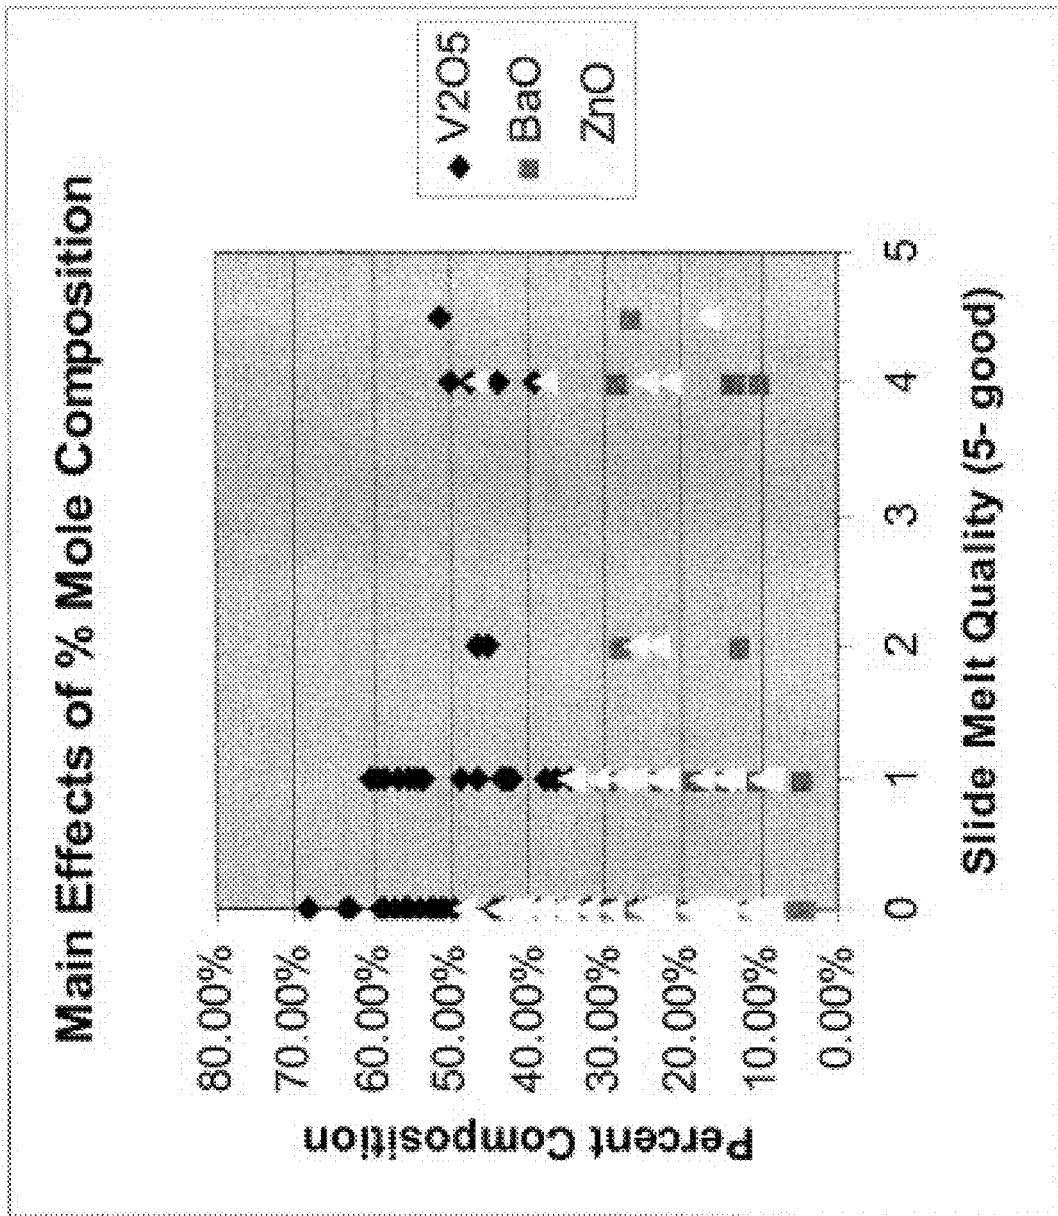 Main Effects of % Mole Composition
Percent Composition
80.00%
70.00%
60.00%
50.00%
40.00%
30.00%
20.00%
10.00%
0.00%
0
1
2
3
4
5
Slide Melt Quality (5- good)
V2O5
BaO
ZnO